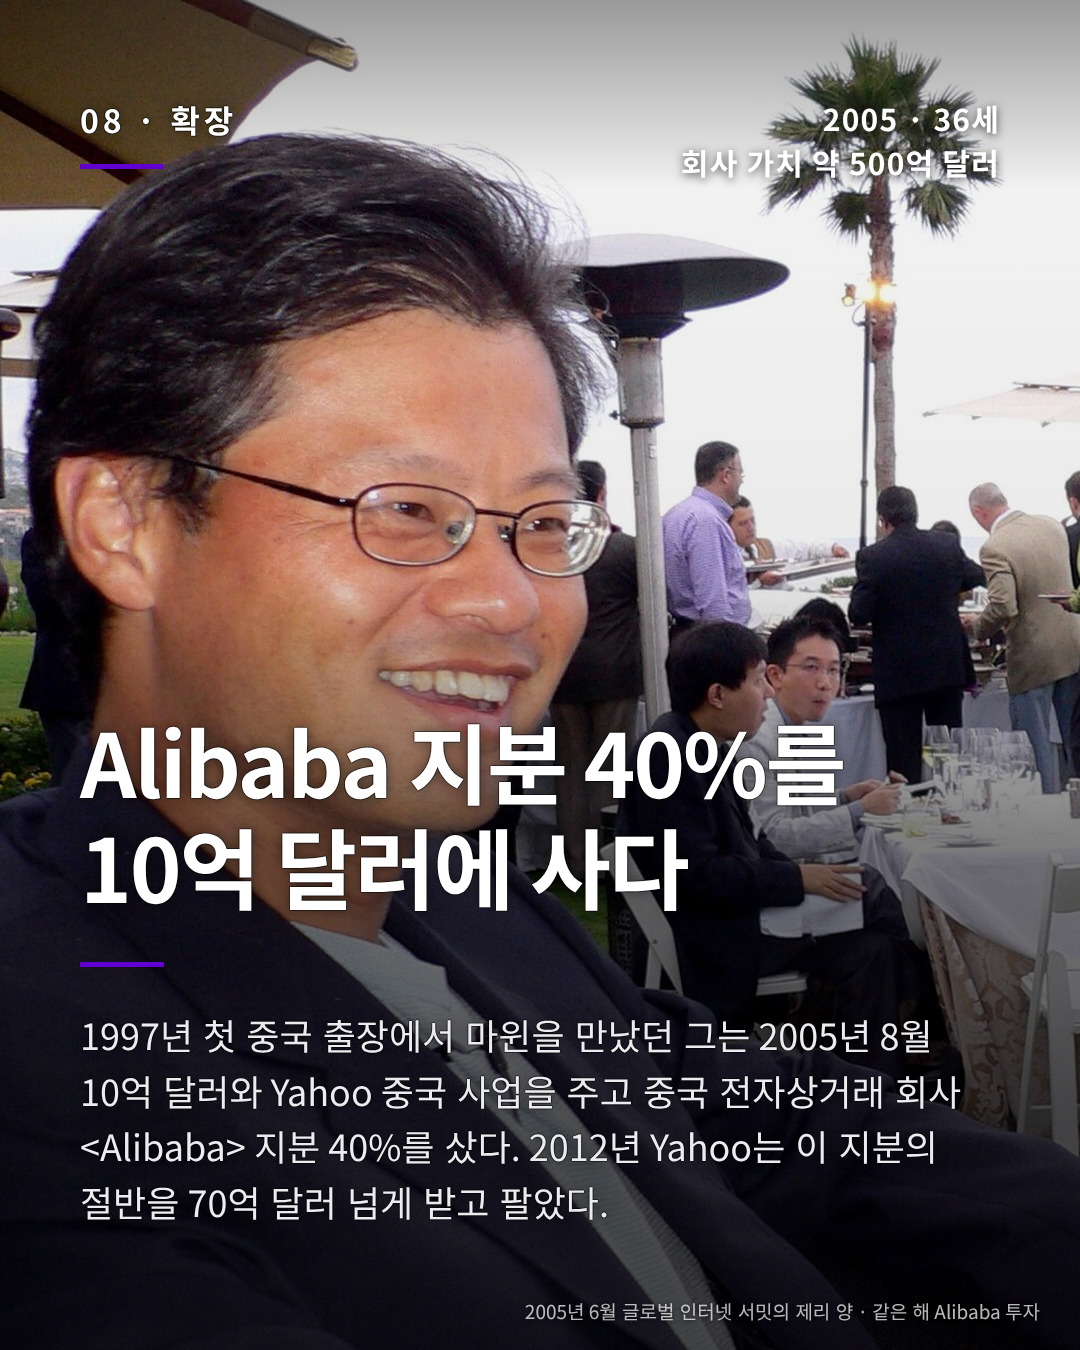 08 · 확장
2005 · 36세
회사 가치 약 500억 달러
Alibaba 지분 40%를
10억 달러에 사다
1997년 첫 중국 출장에서 마윈을 만났던 그는 2005년 8월
10억 달러와 Yahoo 중국 사업을 주고 중국 전자상거래 회사
<Alibaba> 지분 40%를 샀다. 2012년 Yahoo는 이 지분의
절반을 70억 달러 넘게 받고 팔았다.
2005년 6월 글로벌 인터넷 서밋의 제리 양 · 같은 해 Alibaba 투자